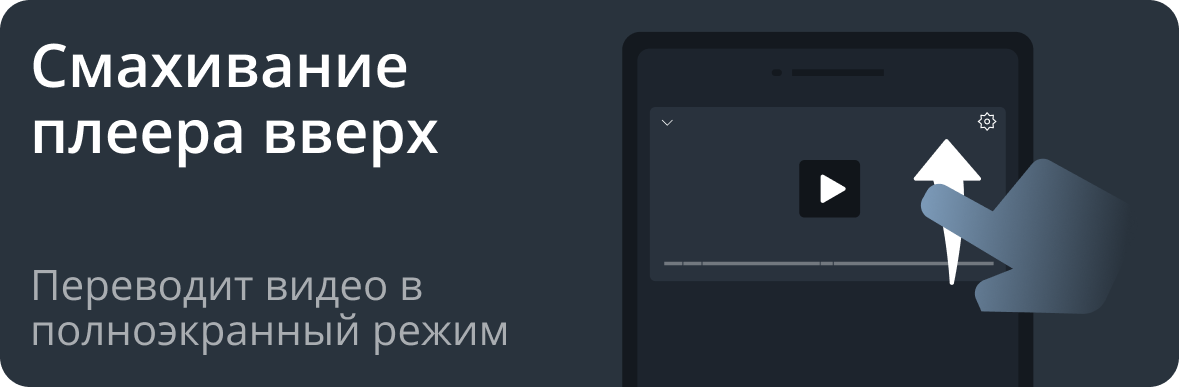 Смахивание
плеера вверх
Переводит видео в
полноэкранный режим